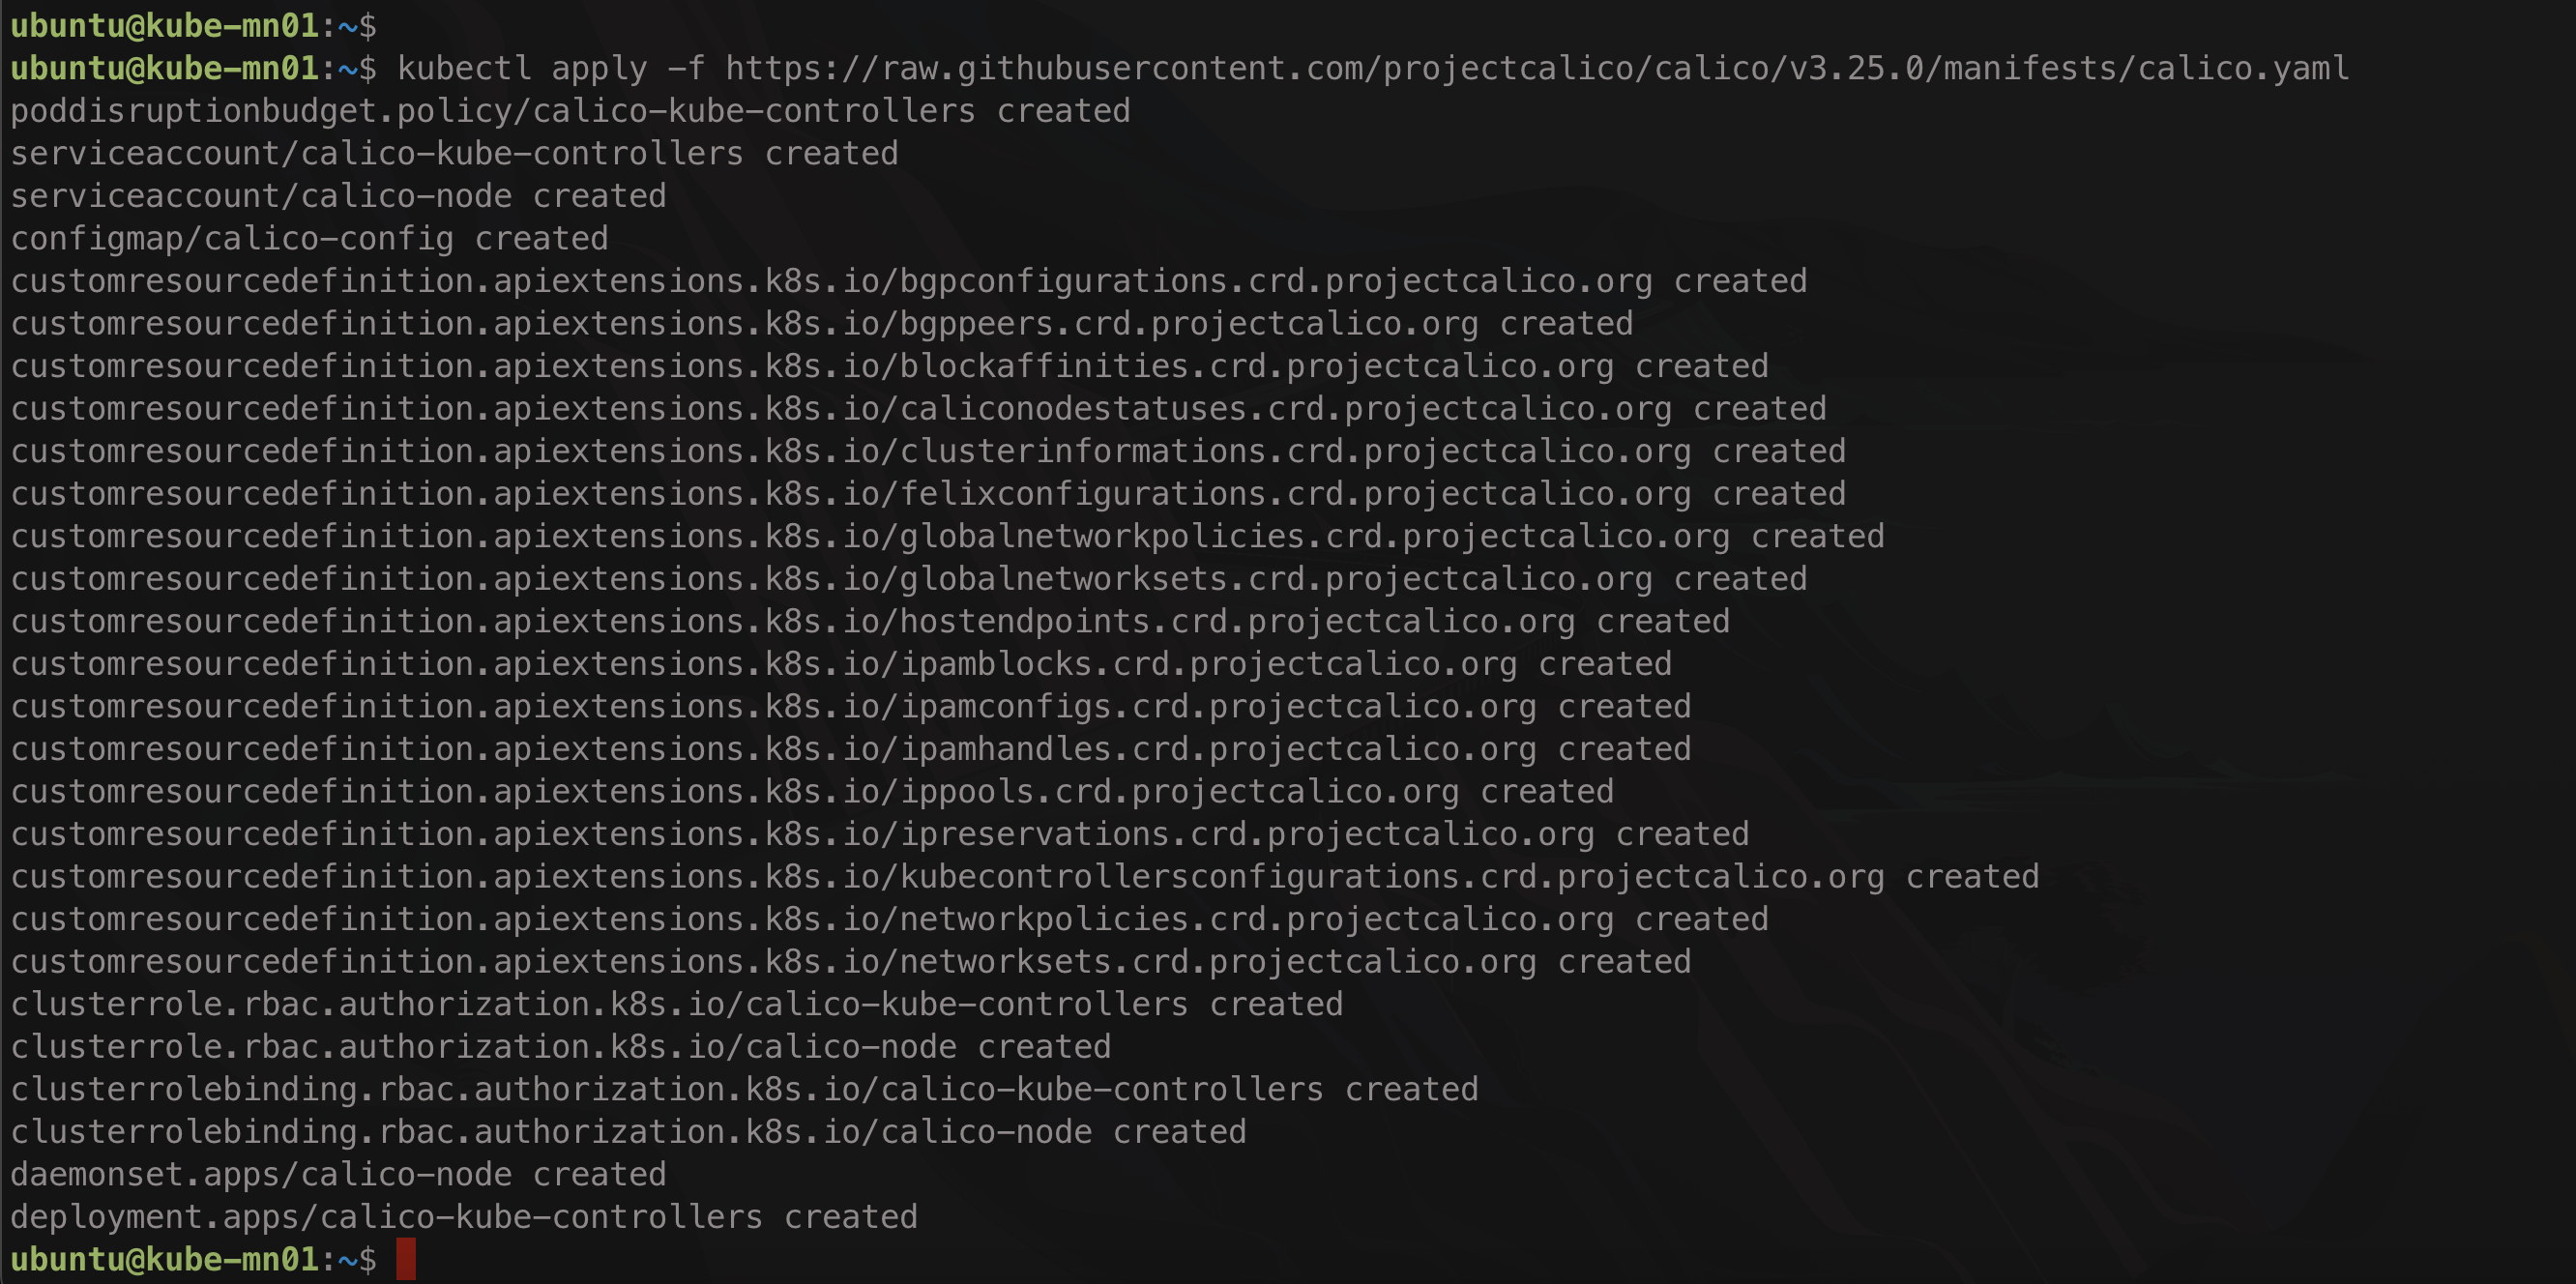 ubuntu@kube-mn01:~$
ubuntu@kube-mn01:~$ kubectl apply -f https://raw.githubusercontent.com/projectcalico/calico/v3.25.0/manifests/calico.yaml
poddisruptionbudget.policy/calico-kube-controllers created
serviceaccount/calico-kube-controllers created
serviceaccount/calico-node created
configmap/calico-config created
customresourcedefinition.apiextensions.k8s.io/bgpconfigurations.crd.projectcalico.org created
customresourcedefinition.apiextensions.k8s.io/bgppeers.crd.projectcalico.org created
customresourcedefinition.apiextensions.k8s.io/blockaffinities.crd.projectcalico.org created
customresourcedefinition.apiextensions.k8s.io/caliconodestatuses.crd.projectcalico.org created
customresourcedefinition.apiextensions.k8s.io/clusterinformations.crd.projectcalico.org created
customresourcedefinition.apiextensions.k8s.io/felixconfigurations.crd.projectcalico.org created
customresourcedefinition.apiextensions.k8s.io/globalnetworkpolicies.crd.projectcalico.org created
customresourcedefinition.apiextensions.k8s.io/globalnetworksets.crd.projectcalico.org created
customresourcedefinition.apiextensions.k8s.io/hostendpoints.crd.projectcalico.org created
customresourcedefinition.apiextensions.k8s.io/ipamblocks.crd.projectcalico.org created
customresourcedefinition.apiextensions.k8s.io/ipamconfigs.crd.projectcalico.org created
customresourcedefinition.apiextensions.k8s.io/ipamhandles.crd.projectcalico.org created
customresourcedefinition.apiextensions.k8s.io/ippools.crd.projectcalico.org created
customresourcedefinition.apiextensions.k8s.io/ipreservations.crd.projectcalico.org created
customresourcedefinition.apiextensions.k8s.io/kubecontrollersconfigurations.crd.projectcalico.org created
customresourcedefinition.apiextensions.k8s.io/networkpolicies.crd.projectcalico.org created
customresourcedefinition.apiextensions.k8s.io/networksets.crd.projectcalico.org created
clusterrole.rbac.authorization.k8s.io/calico-kube-controllers created
clusterrole.rbac.authorization.k8s.io/calico-node created
clusterrolebinding.rbac.authorization.k8s.io/calico-kube-controllers created
clusterrolebinding.rbac.authorization.k8s.io/calico-node created
daemonset.apps/calico-node created
deployment.apps/calico-kube-controllers created
ubuntu@kube-mn01:~$